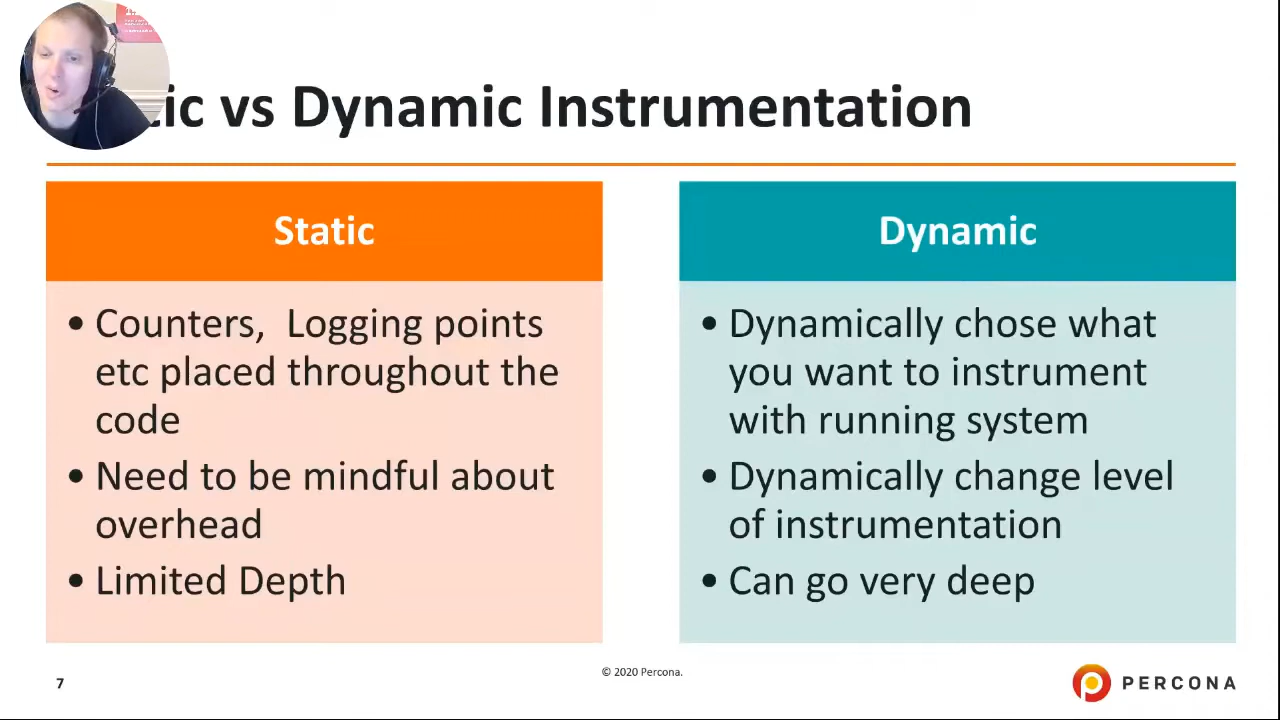 ic vs Dynamic Instrumentation
Static
• Counters,  Logging points
etc placed throughout the
code
• Need to be mindful about
overhead
• Limited Depth
Dynamic
• Dynamically chose what
you want to instrument
with running system
• Dynamically change level
of instrumentation
• Can go very deep
7
© 2020 Percona.
PERCONA